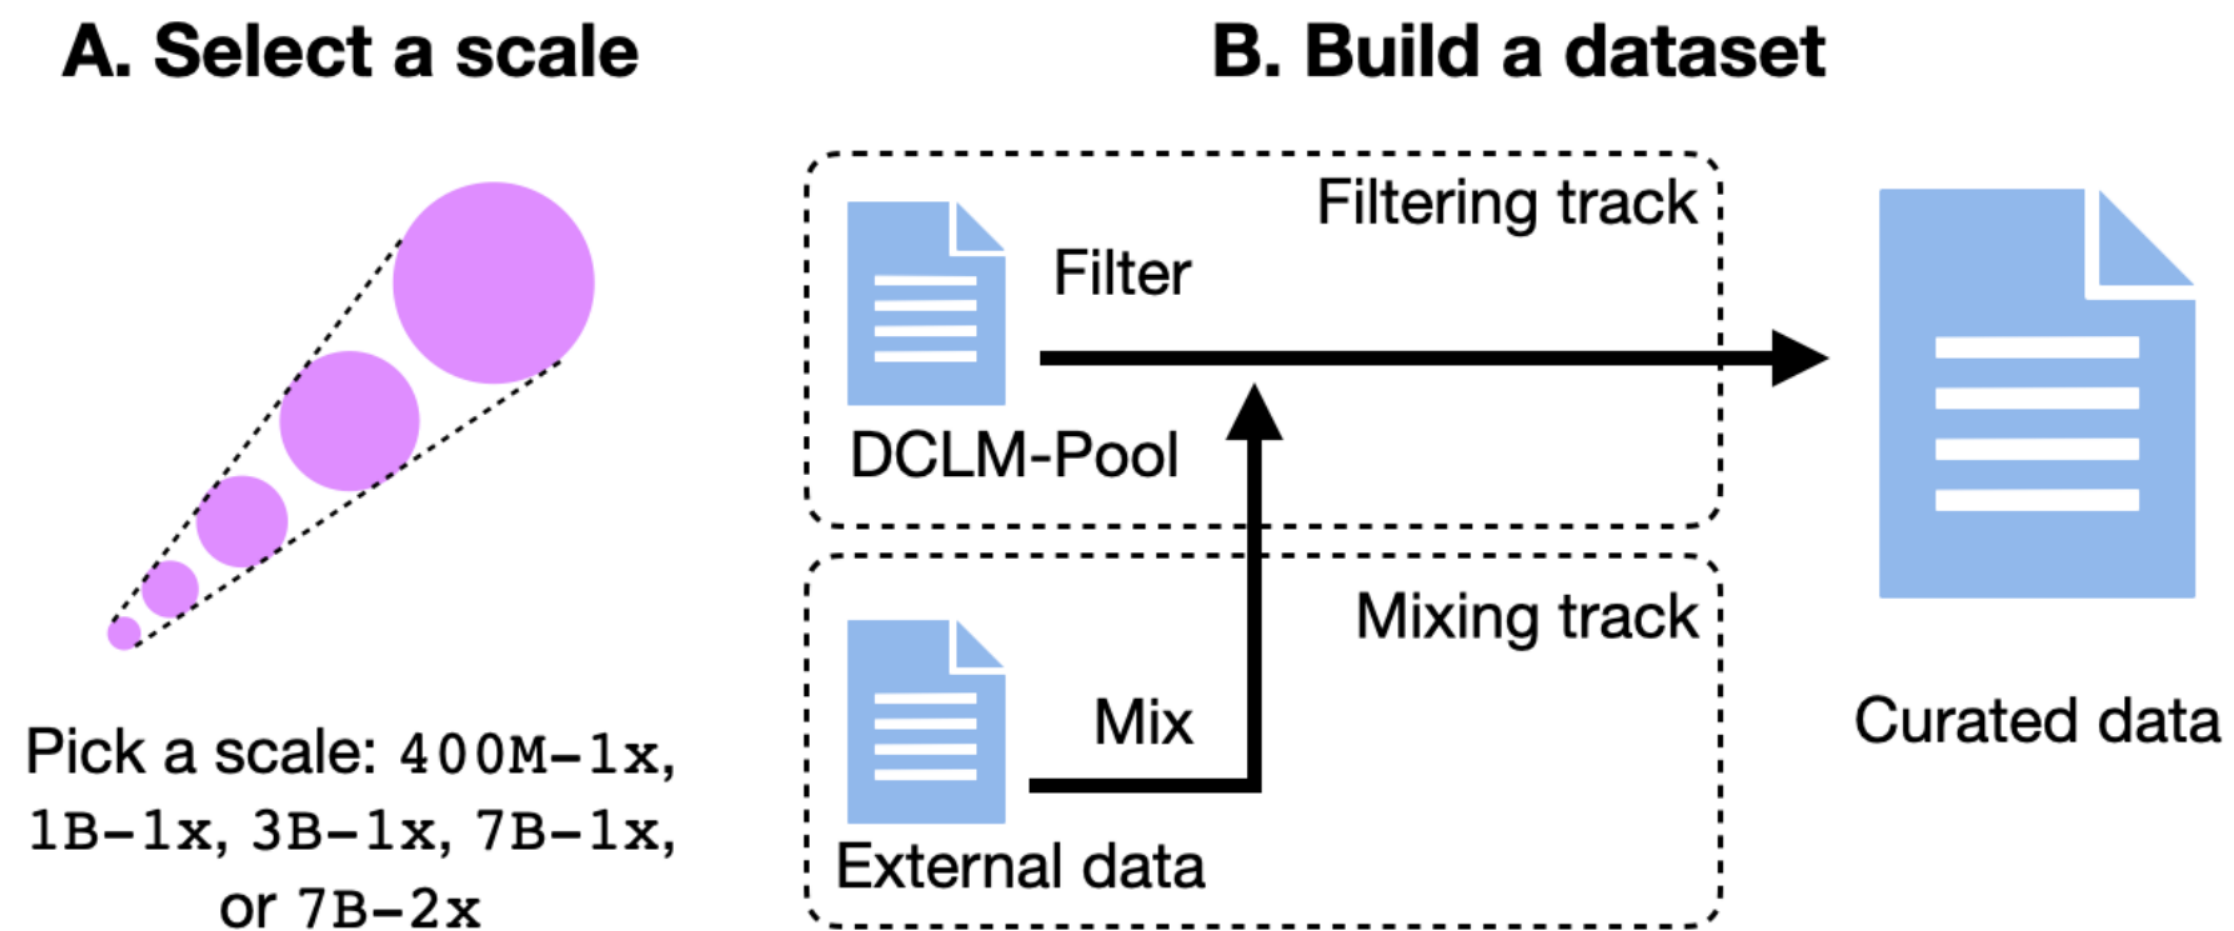 A. Select a scale
Pick a scale: 400M-1x,
1B-1x, 3B-1x, 7B-1x,
or 7B-2x
B. Build a dataset
Filtering track
Filter
DCLM-Pool
Mixing track
Mix
External data
Curated data